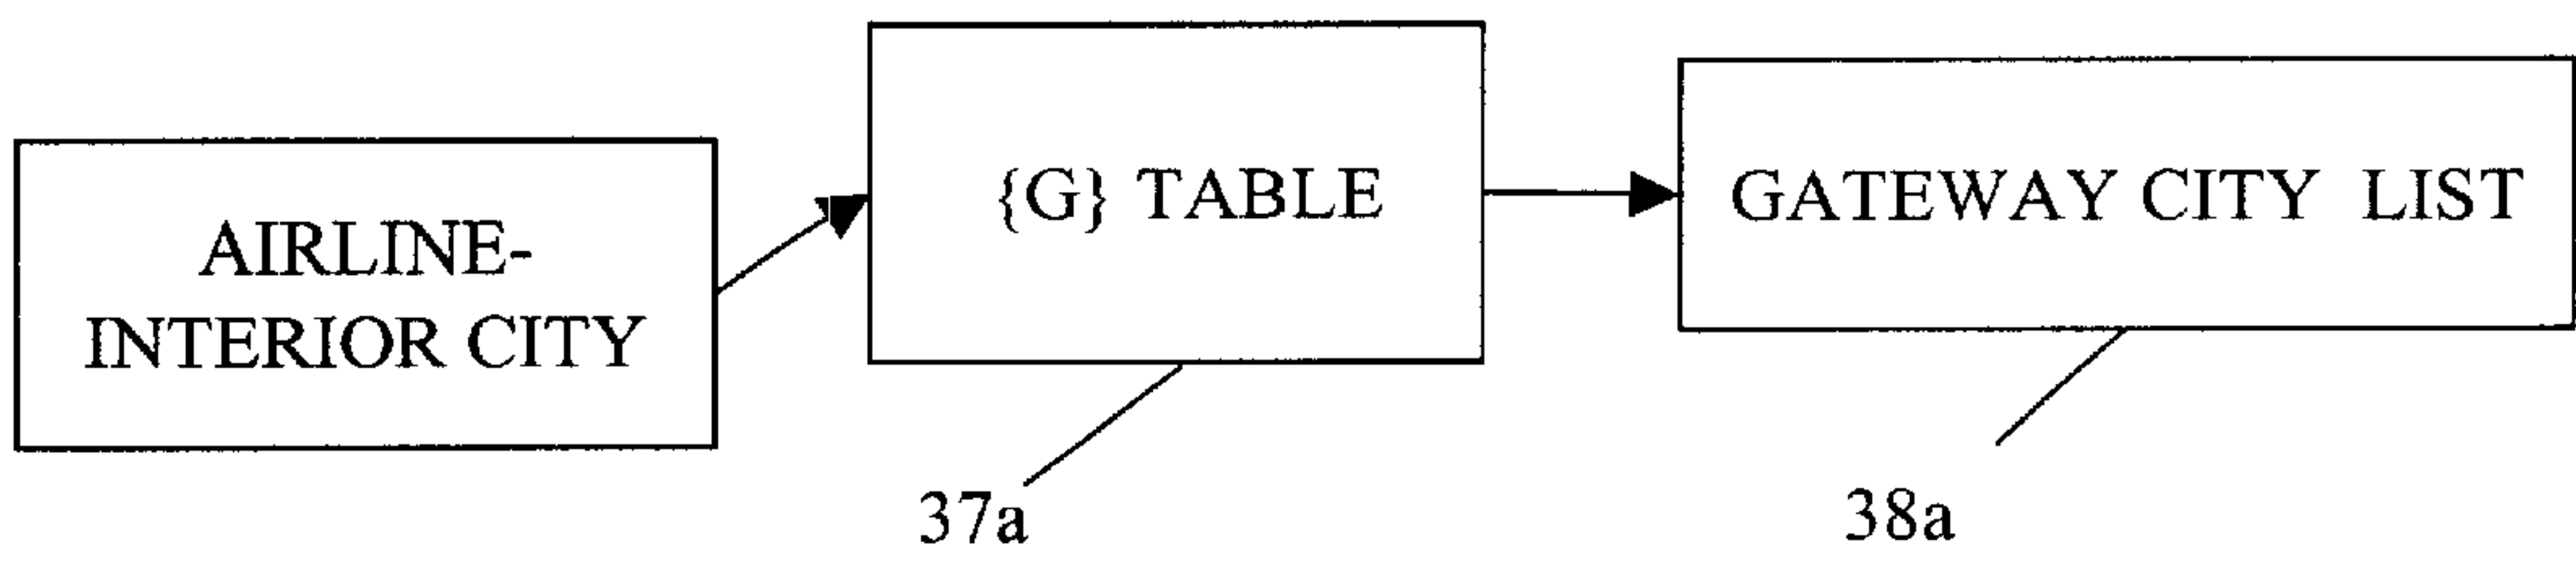 AIRLINE-
INTERIOR CITY
{G} TABLE
GATEWAY CITY LIST
37a
38a